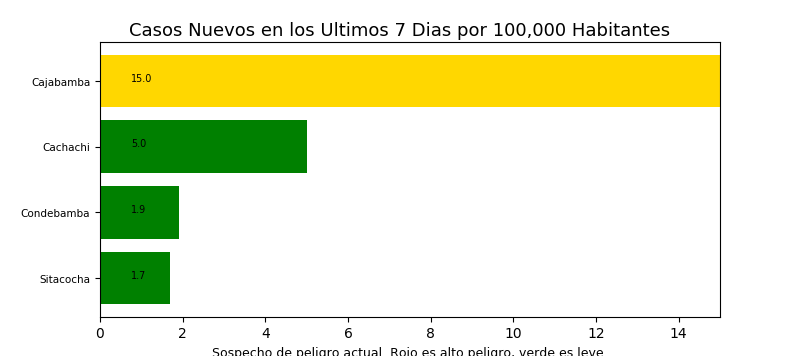 Casos Nuevos en los Ultimos 7 Dias por 100,000 Habitantes
Cajabamba 15.0
Cachachi 5.0
Condebamba 1.9
Sitacocha 1.7
0 2 4 6 8 10 12 14
Sospecho de peligro actual. Rojo es alto peligro, verde es leve